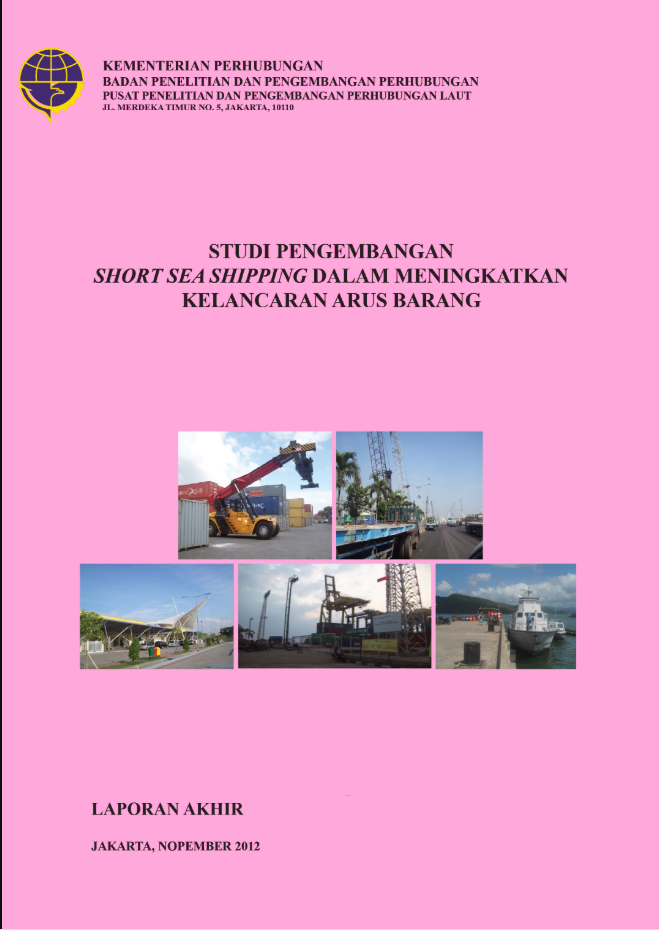 KEMENTERIAN PERHUBUNGAN
BADAN PENELITIAN DAN PENGEMBANGAN PERHUBUNGAN
PUSAT PENELITIAN DAN PENGEMBANGAN PERHUBUNGAN LAUT
JL. MERDEKA TIMUR NO. 5, JAKARTA, 10110
STUDI PENGEMBANGAN
SHORT SEA SHIPPING DALAM MENINGKATKAN
KELANCARAN ARUS BARANG
LAPORAN AKHIR
JAKARTA, NOPEMBER 2012